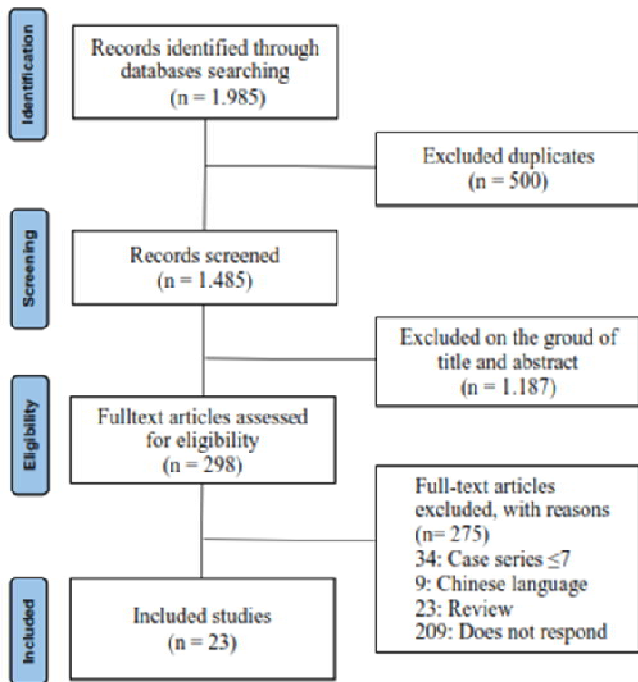 Identification
Records identified through
databases searching
(n = 1.985)
Excluded duplicates
(n = 500)
Screening
Records screened
(n = 1.485)
Excluded on the groud of
title and abstract
(n = 1.187)
Eligibility
Fulltext articles assessed
for eligibility
(n = 298)
Full-text articles
excluded, with reasons
(n= 275)
34: Case series ≤7
9: Chinese language
23: Review
209: Does not respond
Included
Included studies
(n = 23)